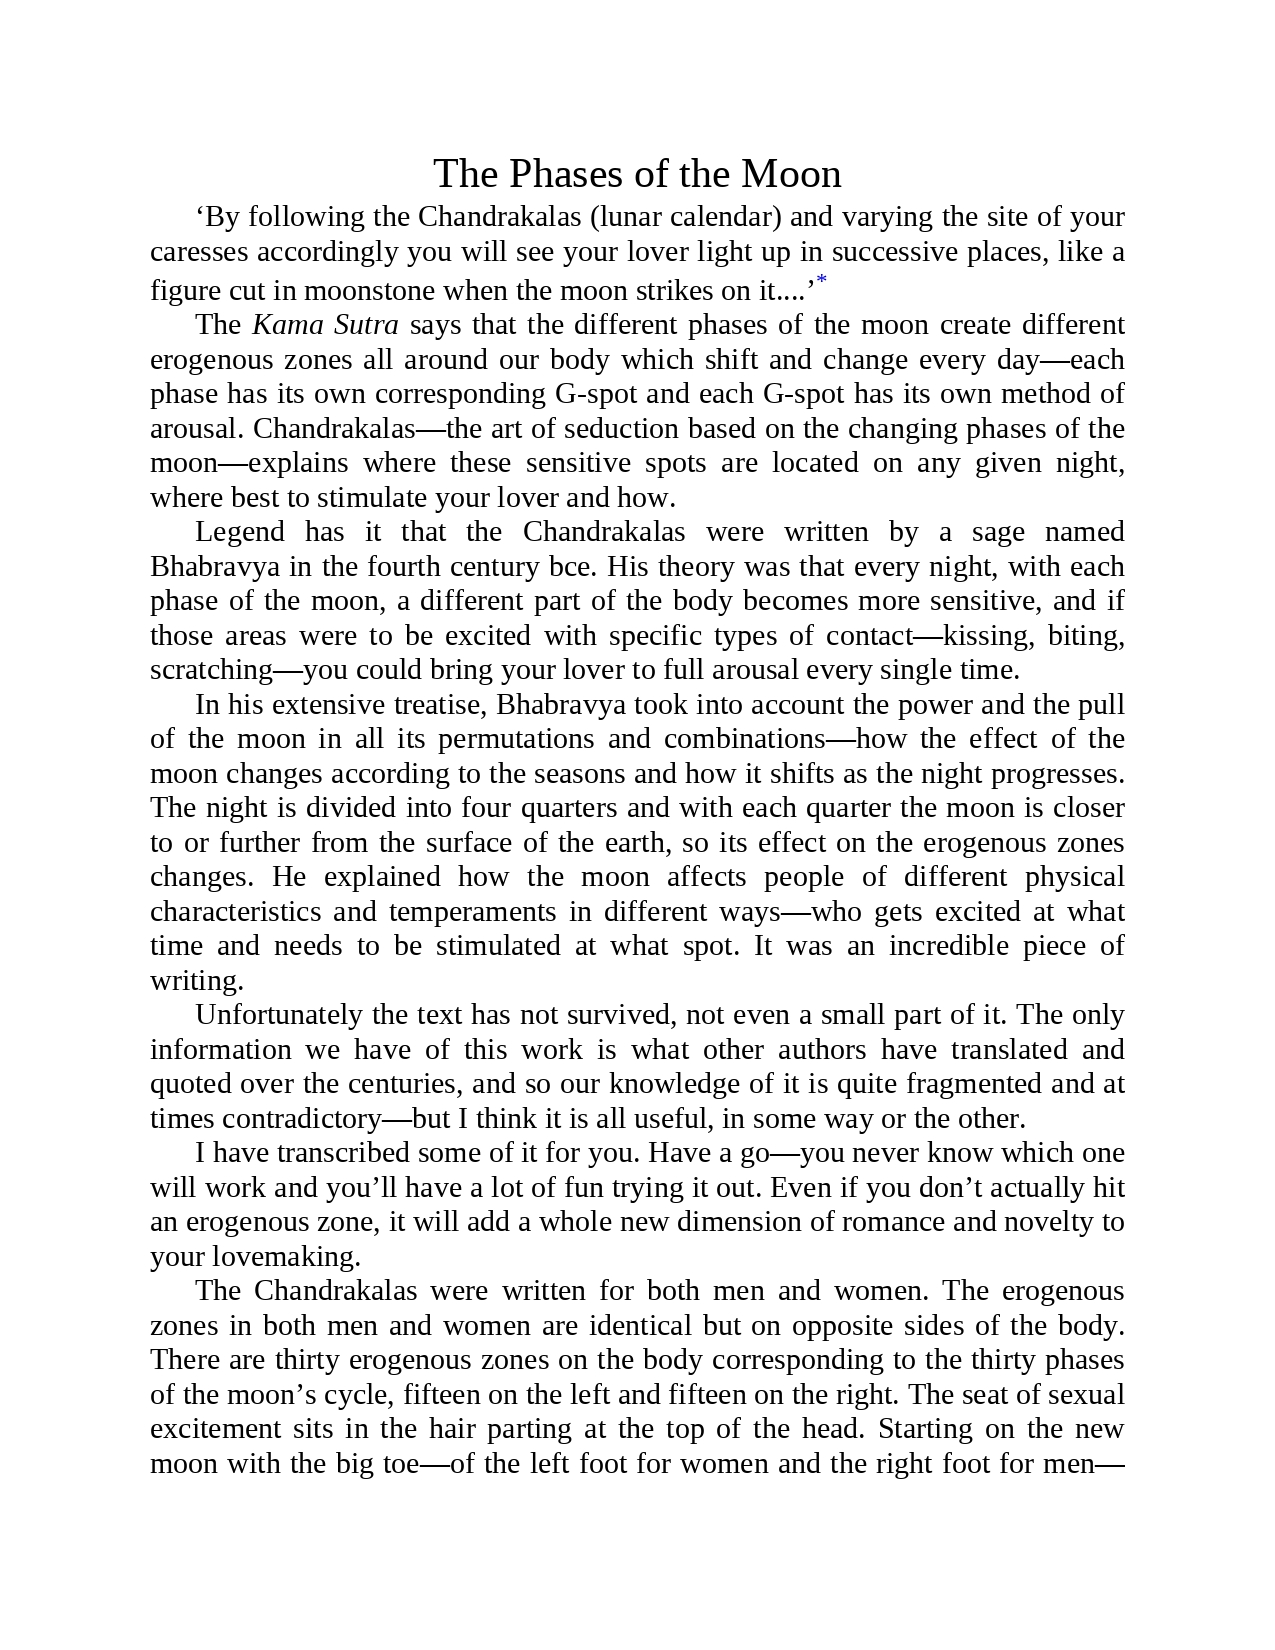 The Phases of the Moon
‘By following the Chandrakalas (lunar calendar) and varying the site of your
caresses accordingly you will see your lover light up in successive places, like a
figure cut in moonstone when the moon strikes on it....’*
The Kama Sutra says that the different phases of the moon create different
erogenous zones all around our body which shift and change every day—each
phase has its own corresponding G-spot and each G-spot has its own method of
arousal. Chandrakalas—the art of seduction based on the changing phases of the
moon—explains where these sensitive spots are located on any given night,
where best to stimulate your lover and how.
Legend has it that the Chandrakalas were written by a sage named
Bhabravya in the fourth century bce. His theory was that every night, with each
phase of the moon, a different part of the body becomes more sensitive, and if
those areas were to be excited with specific types of contact—kissing, biting,
scratching—you could bring your lover to full arousal every single time.
In his extensive treatise, Bhabravya took into account the power and the pull
of the moon in all its permutations and combinations—how the effect of the
moon changes according to the seasons and how it shifts as the night progresses.
The night is divided into four quarters and with each quarter the moon is closer
to or further from the surface of the earth, so its effect on the erogenous zones
changes. He explained how the moon affects people of different physical
characteristics and temperaments in different ways—who gets excited at what
time and needs to be stimulated at what spot. It was an incredible piece of
writing.
Unfortunately the text has not survived, not even a small part of it. The only
information we have of this work is what other authors have translated and
quoted over the centuries, and so our knowledge of it is quite fragmented and at
times contradictory—but I think it is all useful, in some way or the other.
I have transcribed some of it for you. Have a go—you never know which one
will work and you’ll have a lot of fun trying it out. Even if you don’t actually hit
an erogenous zone, it will add a whole new dimension of romance and novelty to
your lovemaking.
The Chandrakalas were written for both men and women. The erogenous
zones in both men and women are identical but on opposite sides of the body.
There are thirty erogenous zones on the body corresponding to the thirty phases
of the moon’s cycle, fifteen on the left and fifteen on the right. The seat of sexual
excitement sits in the hair parting at the top of the head. Starting on the new
moon with the big toe—of the left foot for women and the right foot for men—